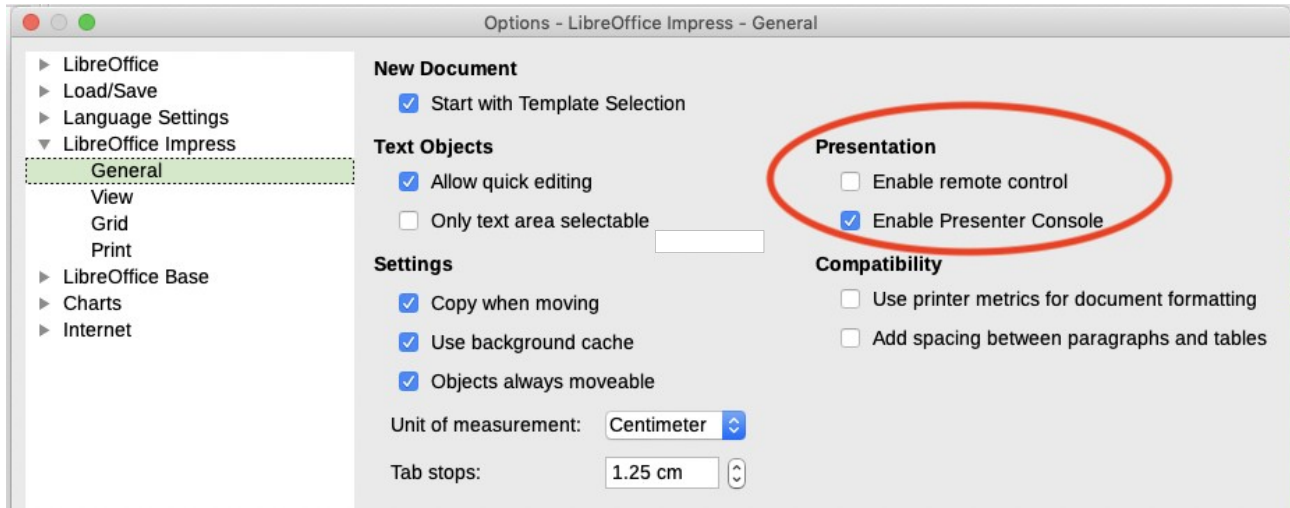 Options - LibreOffice Impress - General
LibreOffice
Load/Save
Language Settings
LibreOffice Impress
General
View
Grid
Print
LibreOffice Base
Charts
Internet
New Document
Start with Template Selection
Text Objects
Allow quick editing
Only text area selectable
Settings
Copy when moving
Use background cache
Objects always moveable
Unit of measurement: Centimeter
Tab stops: 1.25 cm
Presentation
Enable remote control
Enable Presenter Console
Compatibility
Use printer metrics for document formatting
Add spacing between paragraphs and tables